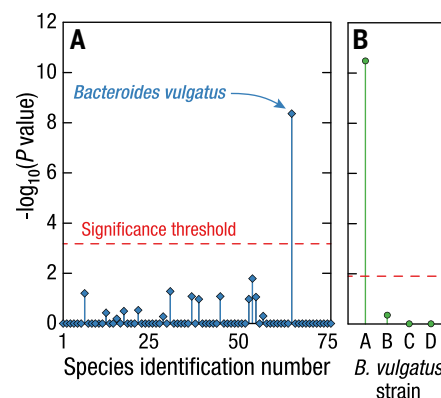 A
B
12
10
8
6
4
2
0
-log10(P value)
Bacteroides vulgatus
Significance threshold
1
25
50
75
Species identification number
A B C D
B. vulgatus
strain